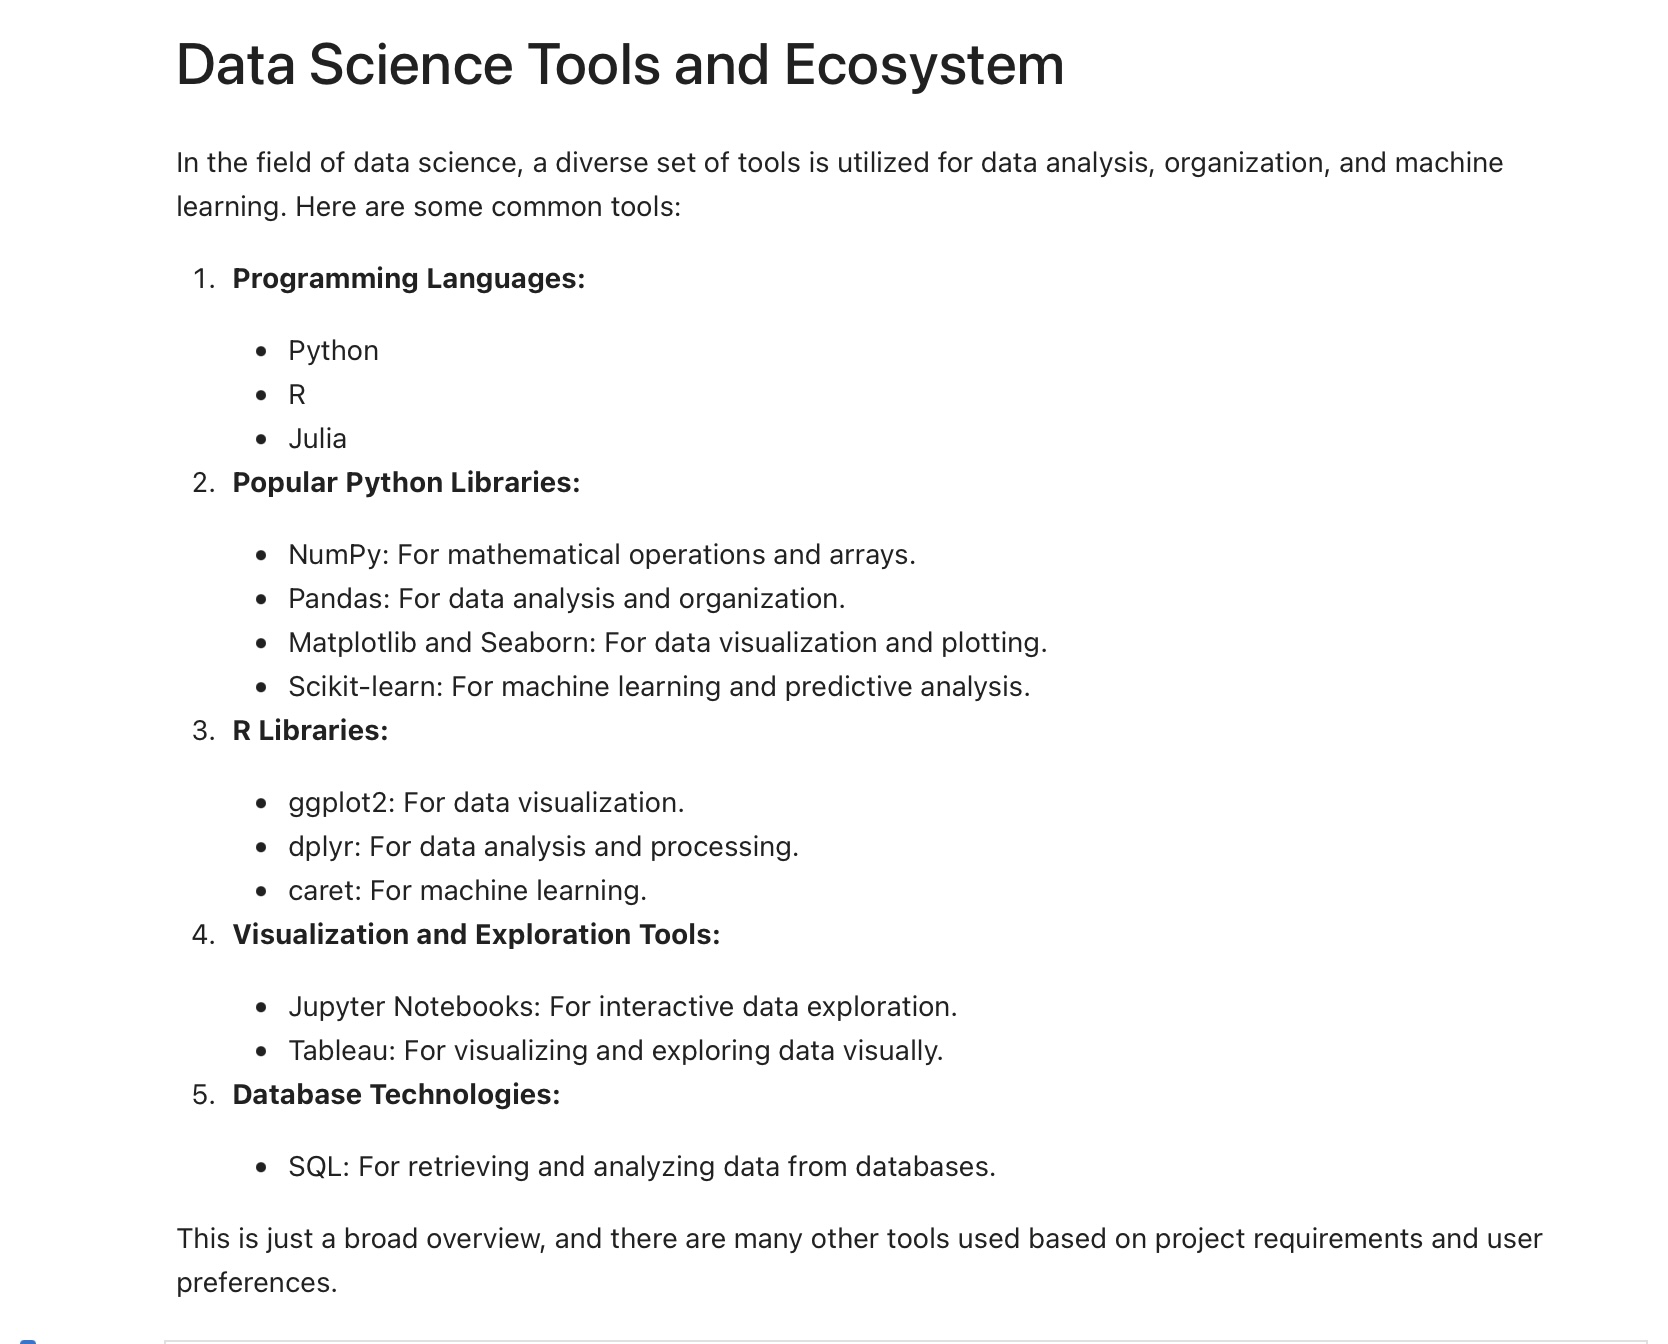 Data Science Tools and Ecosystem
In the field of data science, a diverse set of tools is utilized for data analysis, organization, and machine
learning. Here are some common tools:
1. Programming Languages:
• Python
• R
• Julia
2. Popular Python Libraries:
• NumPy: For mathematical operations and arrays.
• Pandas: For data analysis and organization.
• Matplotlib and Seaborn: For data visualization and plotting.
• Scikit-learn: For machine learning and predictive analysis.
3. R Libraries:
• ggplot2: For data visualization.
• dplyr: For data analysis and processing.
• caret: For machine learning.
4. Visualization and Exploration Tools:
• Jupyter Notebooks: For interactive data exploration.
• Tableau: For visualizing and exploring data visually.
5. Database Technologies:
• SQL: For retrieving and analyzing data from databases.
This is just a broad overview, and there are many other tools used based on project requirements and user
preferences.